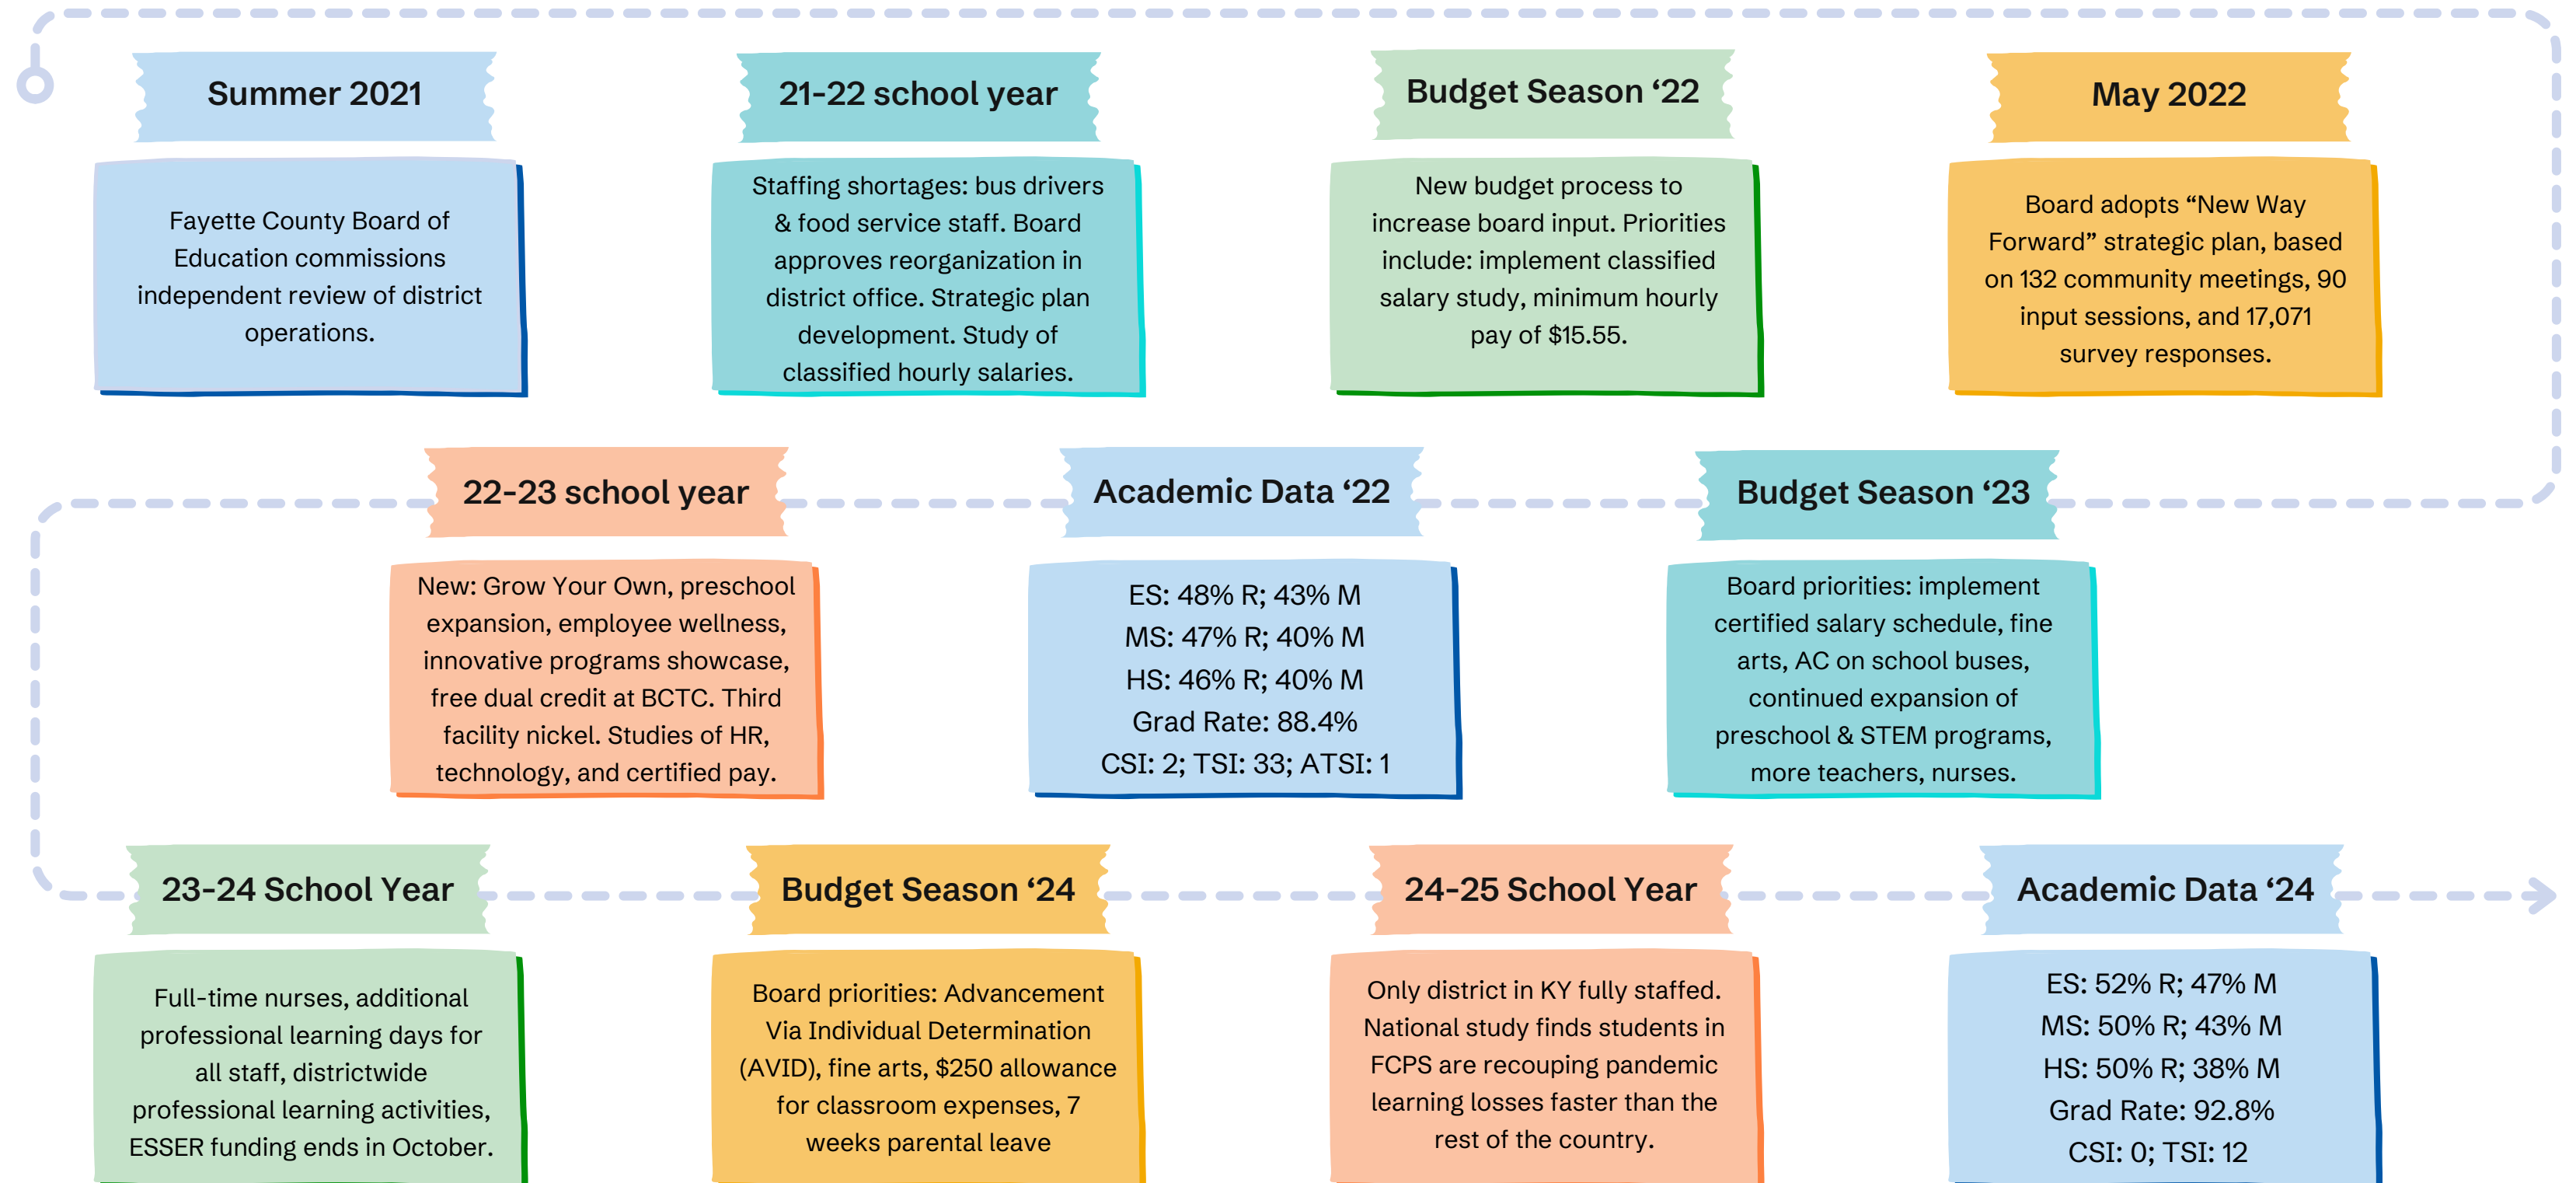 Summer 2021
Fayette County Board of
Education commissions
independent review of district
operations.
21-22 school year
Staffing shortages: bus drivers
& food service staff. Board
approves reorganization in
district office. Strategic plan
development. Study of
classified hourly salaries.
Budget Season ‘22
New budget process to
increase board input. Priorities
include: implement classified
salary study, minimum hourly
pay of $15.55.
May 2022
Board adopts “New Way
Forward” strategic plan, based
on 132 community meetings, 90
input sessions, and 17,071
survey responses.
22-23 school year
New: Grow Your Own, preschool
expansion, employee wellness,
innovative programs showcase,
free dual credit at BCTC. Third
facility nickel. Studies of HR,
technology, and certified pay.
Academic Data ‘22
ES: 48% R; 43% M
MS: 47% R; 40% M
HS: 46% R; 40% M
Grad Rate: 88.4%
CSI: 2; TSI: 33; ATSI: 1
Budget Season ‘23
Board priorities: implement
certified salary schedule, fine
arts, AC on school buses,
continued expansion of
preschool & STEM programs,
more teachers, nurses.
23-24 School Year
Full-time nurses, additional
professional learning days for
all staff, districtwide
professional learning activities,
ESSER funding ends in October.
Budget Season ‘24
Board priorities: Advancement
Via Individual Determination
(AVID), fine arts, $250 allowance
for classroom expenses, 7
weeks parental leave
24-25 School Year
Only district in KY fully staffed.
National study finds students in
FCPS are recouping pandemic
learning losses faster than the
rest of the country.
Academic Data ‘24
ES: 52% R; 47% M
MS: 50% R; 43% M
HS: 50% R; 38% M
Grad Rate: 92.8%
CSI: 0; TSI: 12